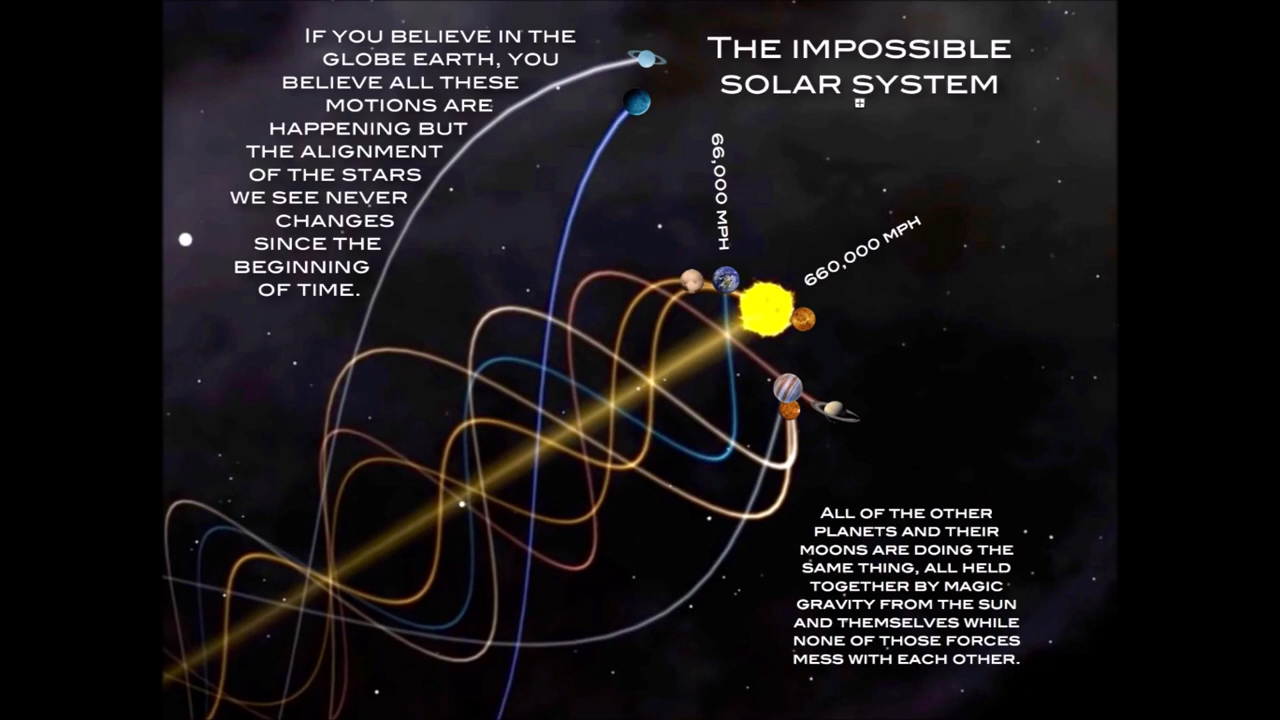 IF YOU BELIEVE IN THE
GLOBE EARTH, YOU
BELIEVE ALL THESE
MOTIONS ARE
HAPPENING BUT
THE ALIGNMENT
OF THE STARS
WE SEE NEVER
CHANGES
SINCE THE
BEGINNING
OF TIME.
THE IMPOSSIBLE
SOLAR SYSTEM
66,000 MPH
660,000 MPH
ALL OF THE OTHER
PLANETS AND THEIR
MOONS ARE DOING THE
SAME THING, ALL HELD
TOGETHER BY MAGIC
GRAVITY FROM THE SUN
AND THEMSELVES WHILE
NONE OF THOSE FORCES
MESS WITH EACH OTHER.